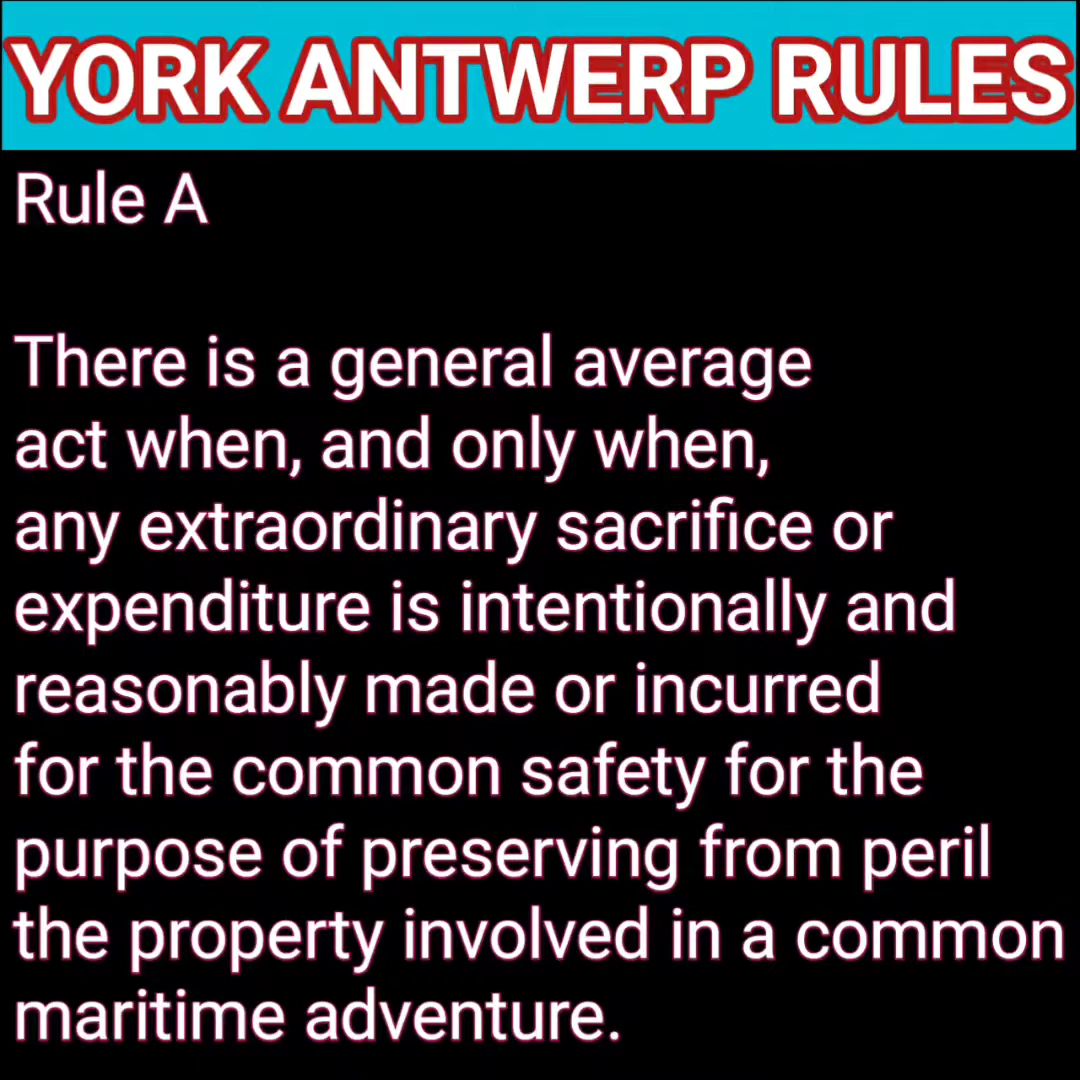 YORK ANTWERP RULES
Rule A
There is a general average
act when, and only when,
any extraordinary sacrifice or
expenditure is intentionally and
reasonably made or incurred
for the common safety for the
purpose of preserving from peril
the property involved in a common
maritime adventure.